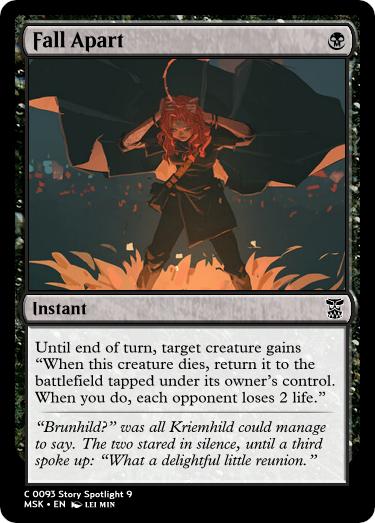 Fall Apart
Instant
Until end of turn, target creature gains
“When this creature dies, return it to the
battlefield tapped under its owner’s control.
When you do, each opponent loses 2 life.”
“Brunhild?” was all Kriemhild could manage
to say. The two stared in silence, until a third
spoke up: “What a delightful little reunion.”
C 0093 Story Spotlight 9
MSK • EN LEI MIN